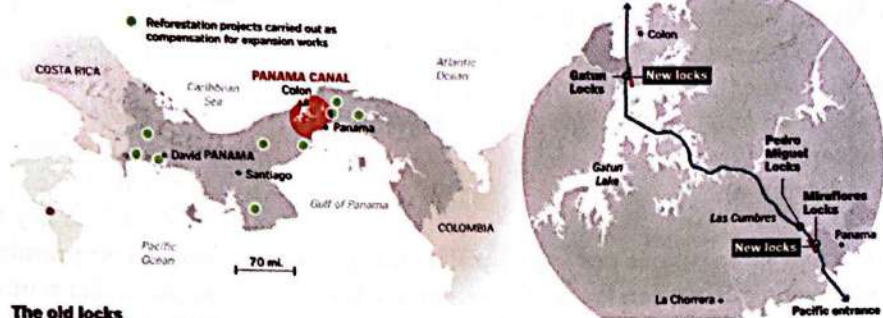 Reforestation projects carried out as
compensation for expansion works
COSTA RICA
Caribbean
Sea
PANAMA CANAL
Colon
Atlantic
Ocean
Panama
David PANAMA
Santiago
Gulf of Panama
COLOMBIA
Pacific
Ocean
70 mi.
The old locks
Colon
Gatun
Locks
New locks
Pedro
Miguel
Locks
Gatun
Lake
Miraflores
Locks
Las Cumbres
Panama
New locks
La Chorrera
Pacific entrance